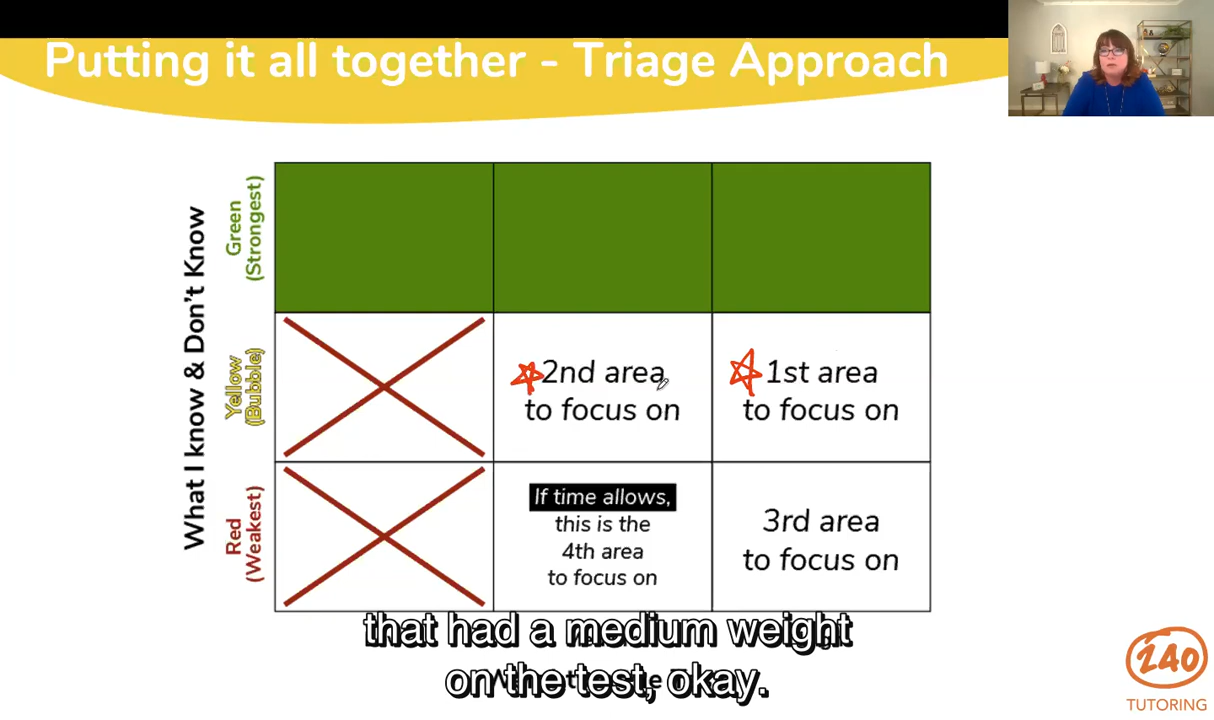 Putting it all together - Triage Approach
What I know & Don't Know
Green
(Strongest)
Yellow
(Bubble)
2nd area
to focus on
1st area
to focus on
Red
(Weakest)
If time allows,
this is the
4th area
to focus on
3rd area
to focus on
that had a medium weight
on the test, okay.
240
TUTORING